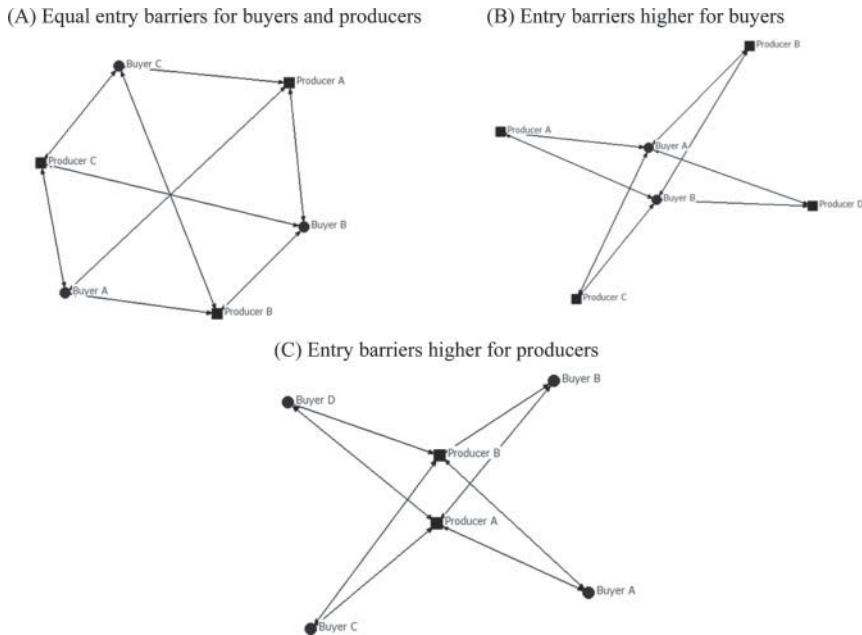 (A) Equal entry barriers for buyers and producers
Buyer C
Producer A
Producer C
Buyer B
Buyer A
Producer B
(B) Entry barriers higher for buyers
Producer B
Producer A
Buyer A
Buyer B
Producer D
Producer C
(C) Entry barriers higher for producers
Buyer B
Buyer D
Producer B
Producer A
Buyer A
Buyer C